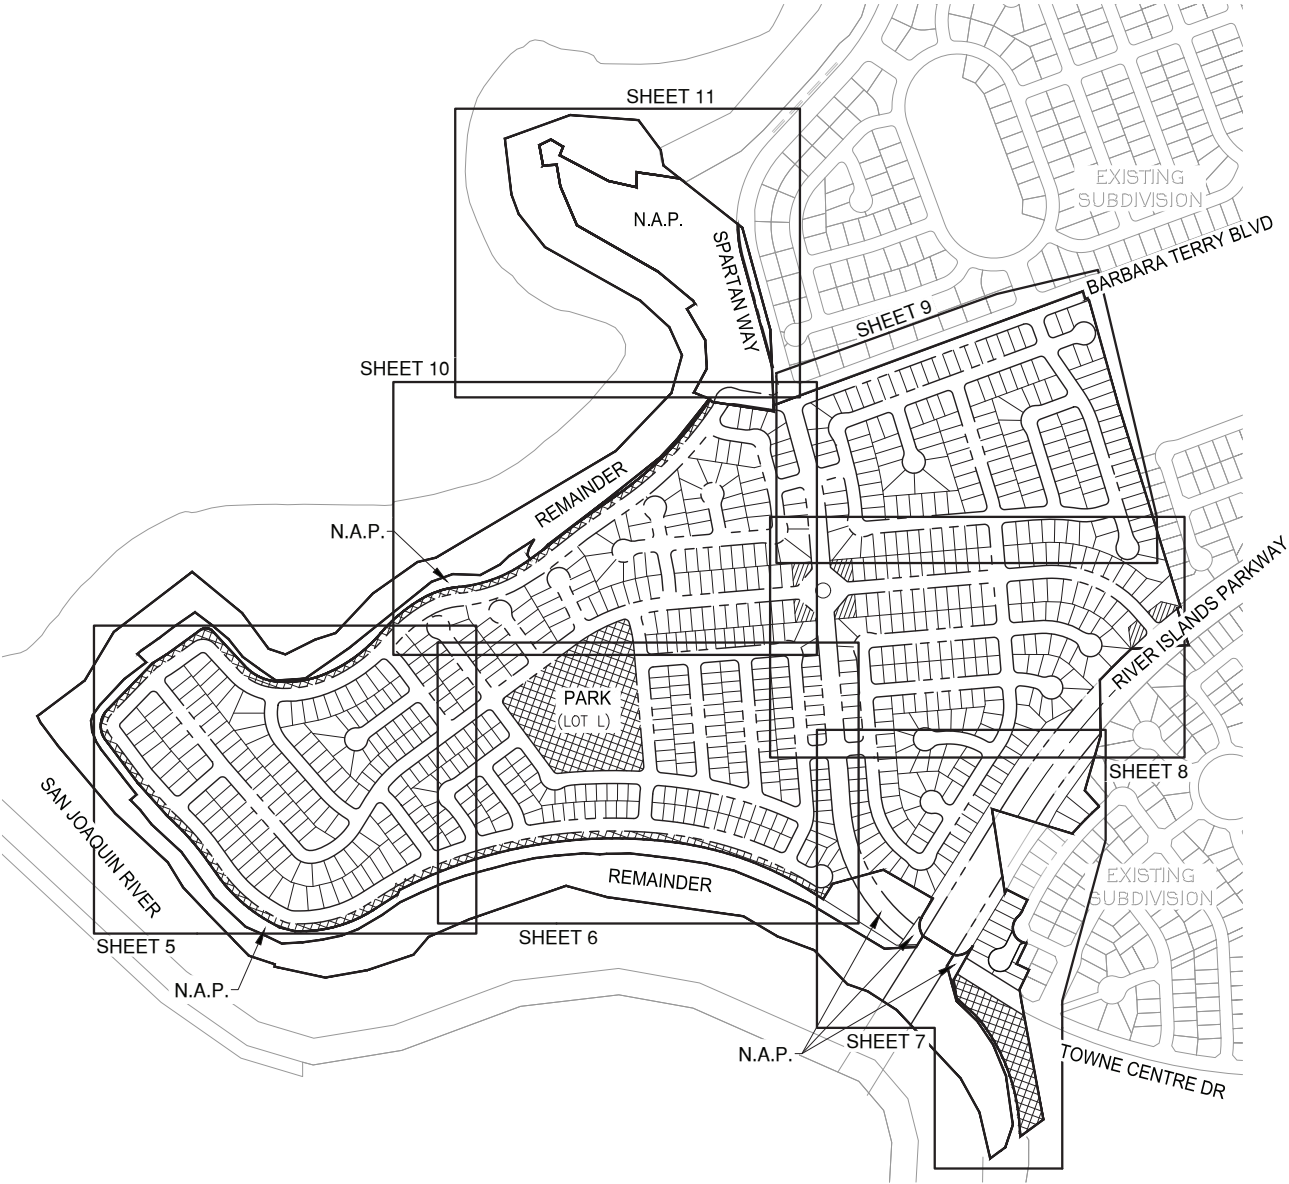 SHEET 11
EXISTING
SUBDIVISION
N.A.P.
BARBARA TERRY BLVD
SPARTAN WAY
SHEET 9
SHEET 10
REMAINDER
N.A.P.
RIVER ISLANDS PARKWAY
PARK
(LOT L)
SHEET 8
SAN JOAQUIN RIVER
REMAINDER
EXISTING
SUBDIVISION
SHEET 5
SHEET 6
N.A.P.
N.A.P.
SHEET 7
TOWNE CENTRE DR